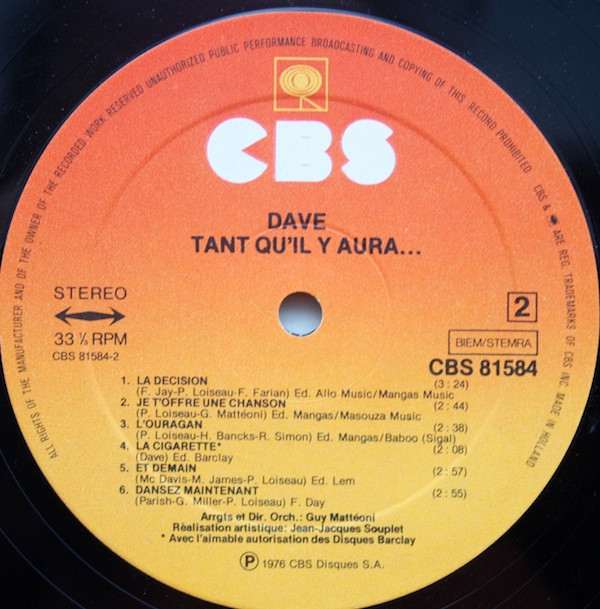 ALL RIGHTS OF THE MANUFACTURER AND OF THE OWNER OF THE RECORDED WORK RESERVED UNAUTHORIZED PUBLIC PERFORMANCE BROADCASTING AND COPYING OF THIS RECORD PROHIBITED CBS & ARE REG. TRADEMARKS OF CBS INC. MADE IN HOLLAND
CBS
DAVE
TANT QU'IL Y AURA...
STEREO
2
33 ⅓ RPM
BIEM/STEMRA
CBS 81584-2
CBS 81584
1. LA DECISION (3 : 24)
(F. Jay-P. Loiseau-F. Farian) Ed. Allo Music/Mangas Music
2. JE T'OFFRE UNE CHANSON (2 : 44)
(P. Loiseau-G. Mattéoni) Ed. Mangas/Masouza Music
3. L'OURAGAN (2 : 38)
(P. Loiseau-H. Bancks-R. Simon) Ed. Mangas/Baboo (Sigal)
4. LA CIGARETTE* (2 : 08)
(Dave) Ed. Barclay
5. ET DEMAIN (2 : 57)
(Mc Davis-M. James-P. Loiseau) Ed. Lem
6. DANSEZ MAINTENANT (2 : 55)
(Parish-G. Miller-P. Loiseau) F. Day
Arrgts et Dir. Orch.: Guy Mattéoni
Rèalisation artistique: Jean-Jacques Souplet
* Avec l'aimable autorisation des Disques Barclay
Ⓟ 1976 CBS Disques S.A.